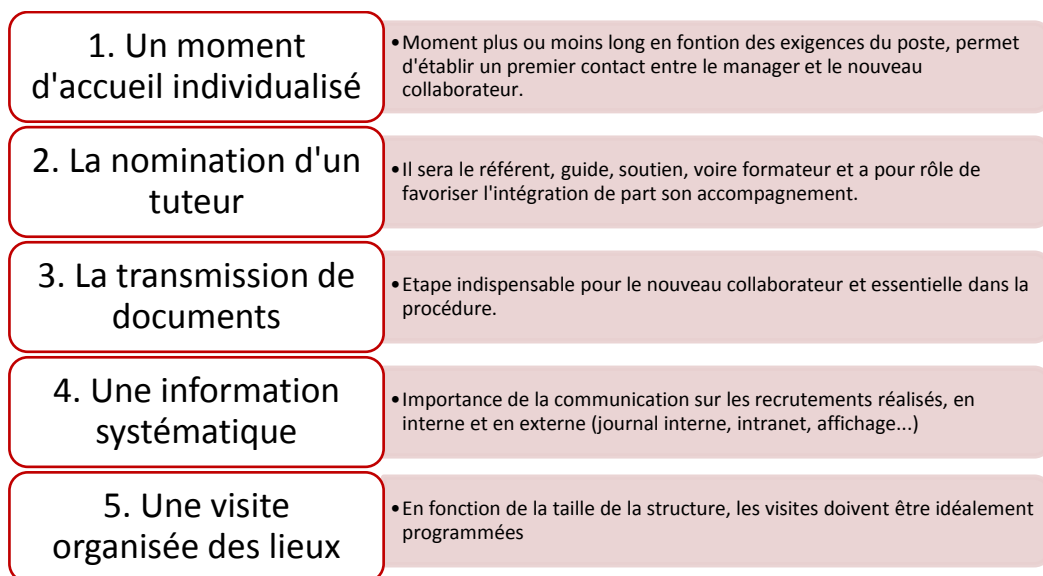 1. Un moment
d'accueil individualisé
•Moment plus ou moins long en fontion des exigences du poste, permet
d'établir un premier contact entre le manager et le nouveau
collaborateur.
2. La nomination d'un
tuteur
•Il sera le référent, guide, soutien, voire formateur et a pour rôle de
favoriser l'intégration de part son accompagnement.
3. La transmission de
documents
•Etape indispensable pour le nouveau collaborateur et essentielle dans la
procédure.
4. Une information
systématique
•Importance de la communication sur les recrutements réalisés, en
interne et en externe (journal interne, intranet, affichage...)
5. Une visite
organisée des lieux
•En fonction de la taille de la structure, les visites doivent être idéalement
programmées